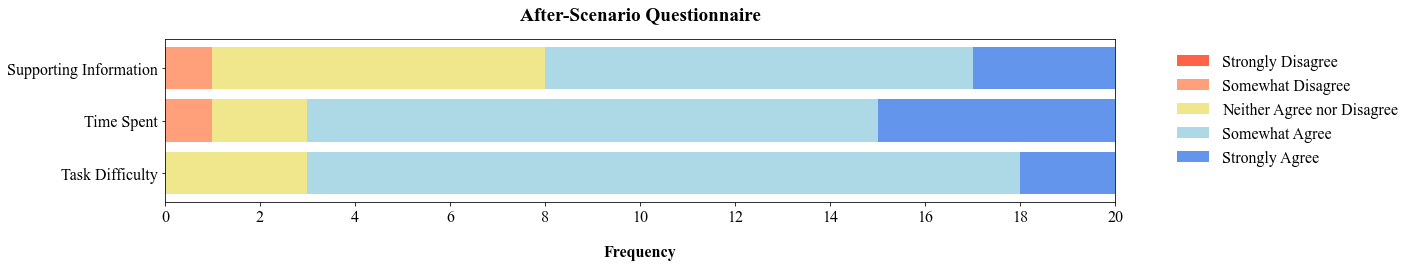 After-Scenario Questionnaire
Supporting Information
Time Spent
Task Difficulty
0 2 4 6 8 10 12 14 16 18 20
Frequency
Strongly Disagree
Somewhat Disagree
Neither Agree nor Disagree
Somewhat Agree
Strongly Agree